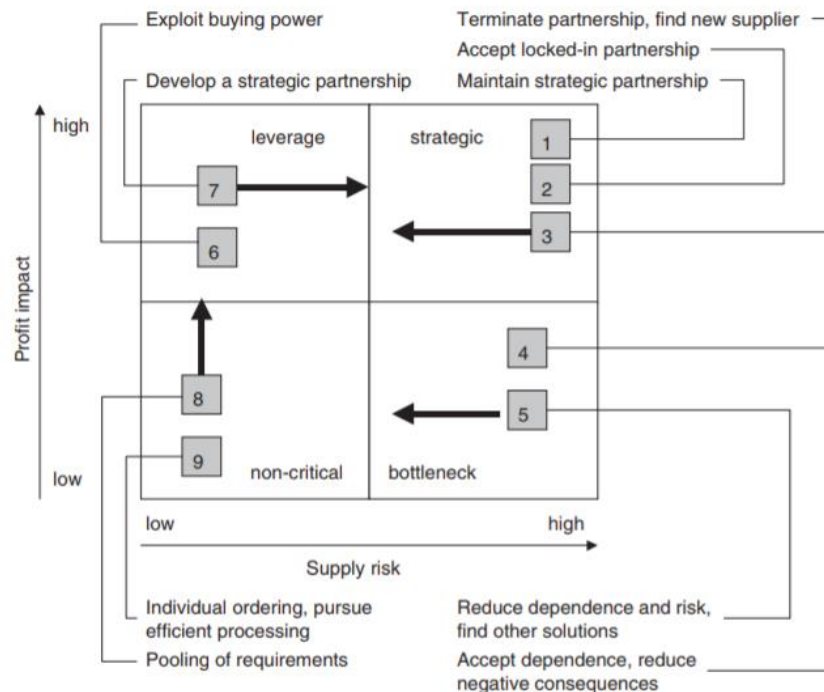 Exploit buying power
Terminate partnership, find new supplier
Accept locked-in partnership
Develop a strategic partnership
Maintain strategic partnership
high
leverage
strategic
1
7
2
6
3
Profit impact
4
8
5
9
low
non-critical
bottleneck
low
high
Supply risk
Individual ordering, pursue
efficient processing
Pooling of requirements
Reduce dependence and risk,
find other solutions
Accept dependence, reduce
negative consequences